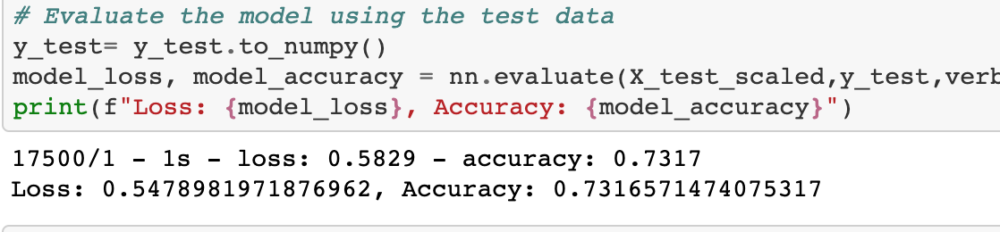 # Evaluate the model using the test data
y_test= y_test.to_numpy()
model_loss, model_accuracy = nn.evaluate(X_test_scaled,y_test,verb
print(f"Loss: {model_loss}, Accuracy: {model_accuracy}")
17500/1 - 1s - loss: 0.5829 - accuracy: 0.7317
Loss: 0.5478981971876962, Accuracy: 0.7316571474075317